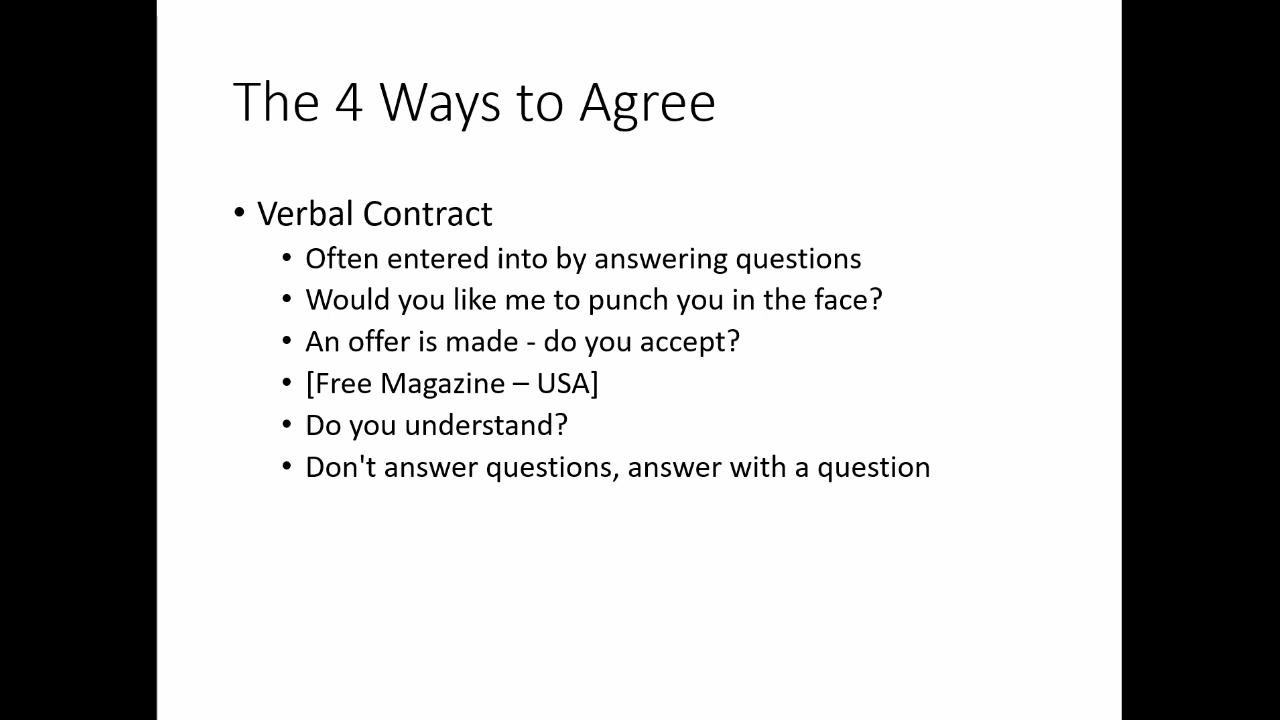 The 4 Ways to Agree
• Verbal Contract
• Often entered into by answering questions
• Would you like me to punch you in the face?
• An offer is made - do you accept?
• [Free Magazine – USA]
• Do you understand?
• Don't answer questions, answer with a question